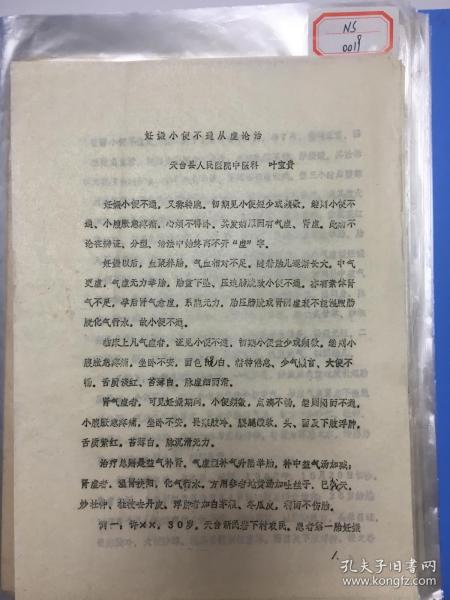 NS
0019
妊娠小便不通从虚论治
天台县人民医院中医科 叶宝贵
妊娠小便不通，又称转胞。初期见小便短少或频数，继则小便不
通，小腹胀急疼痛，心烦不得卧。其发病原因有气虚、肾虚。此病不
论在辨证、分型、治法中始终离不开“虚”字。
妊娠以后，血聚养胎，气血相对不足。随着胎儿逐渐长大，中气
更虚，气虚无力举胎，胎重下坠，压迫膀胱致小便不通。亦有素体肾
气不足，孕后肾气愈虚，系胞无力，胎压膀胱或肾阳虚衰不能温煦膀
胱化气行水，故小便不通。
临床上凡气虚者，证见小便不通，初期小便量少或频数，继则小
腹胀急疼痛，坐卧不安，面色㿠白，精神倦怠，少气懒言，大便不
畅，舌质淡红，苔薄白，脉虚细而滑。
肾气虚者，可见妊娠期间，小便频数，点滴不畅，继则闭而不通，
小腹胀急疼痛，坐卧不安，畏寒肢冷，腰腿酸软，头、面及下肢浮肿，
舌质紫红，苔薄白，脉沉滑无力。
治疗总则是益气补肾，气虚证补气升陷举胎，补中益气汤加减；
肾虚者，温肾扶阳，化气行水，方用参考地黄汤加吐丝子，巴戟天，
炒杜仲，桂枝去丹皮，浮肿者加白茯苓、冬瓜皮，利而不伤胎。
例一：许××，30岁，天台新民岙下村农民，患者第一胎妊娠
1.
孔夫子旧书网